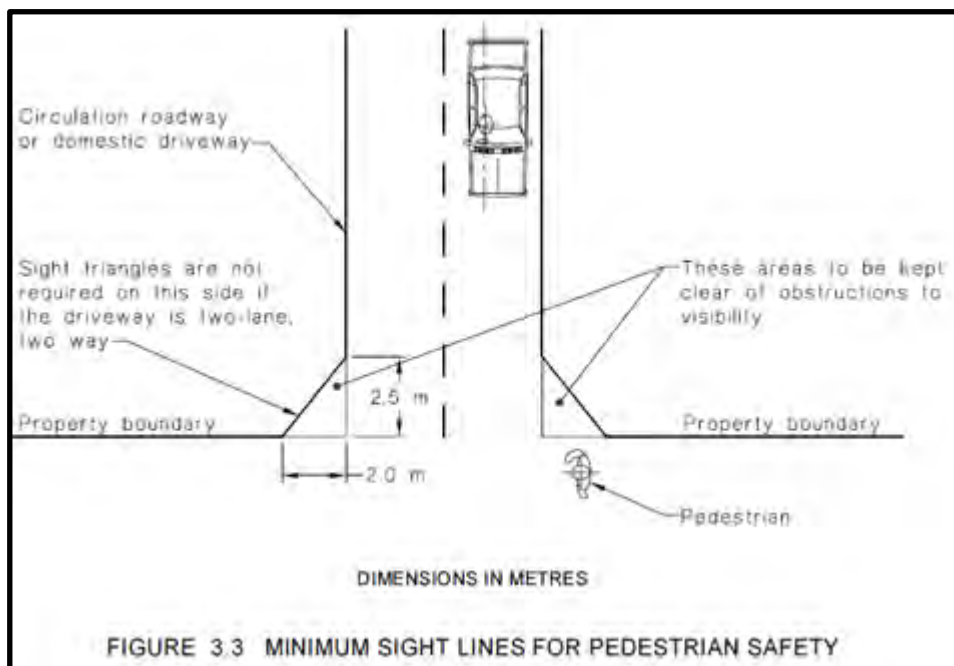 Circulation roadway
or domestic driveway
Sight triangles are not
required on this side if
the driveway is two-lane,
two way
These areas to be kept
clear of obstructions to
visibility
2.5 m
Property boundary
Property boundary
2.0 m
Pedestrian
DIMENSIONS IN METRES
FIGURE 3.3 MINIMUM SIGHT LINES FOR PEDESTRIAN SAFETY